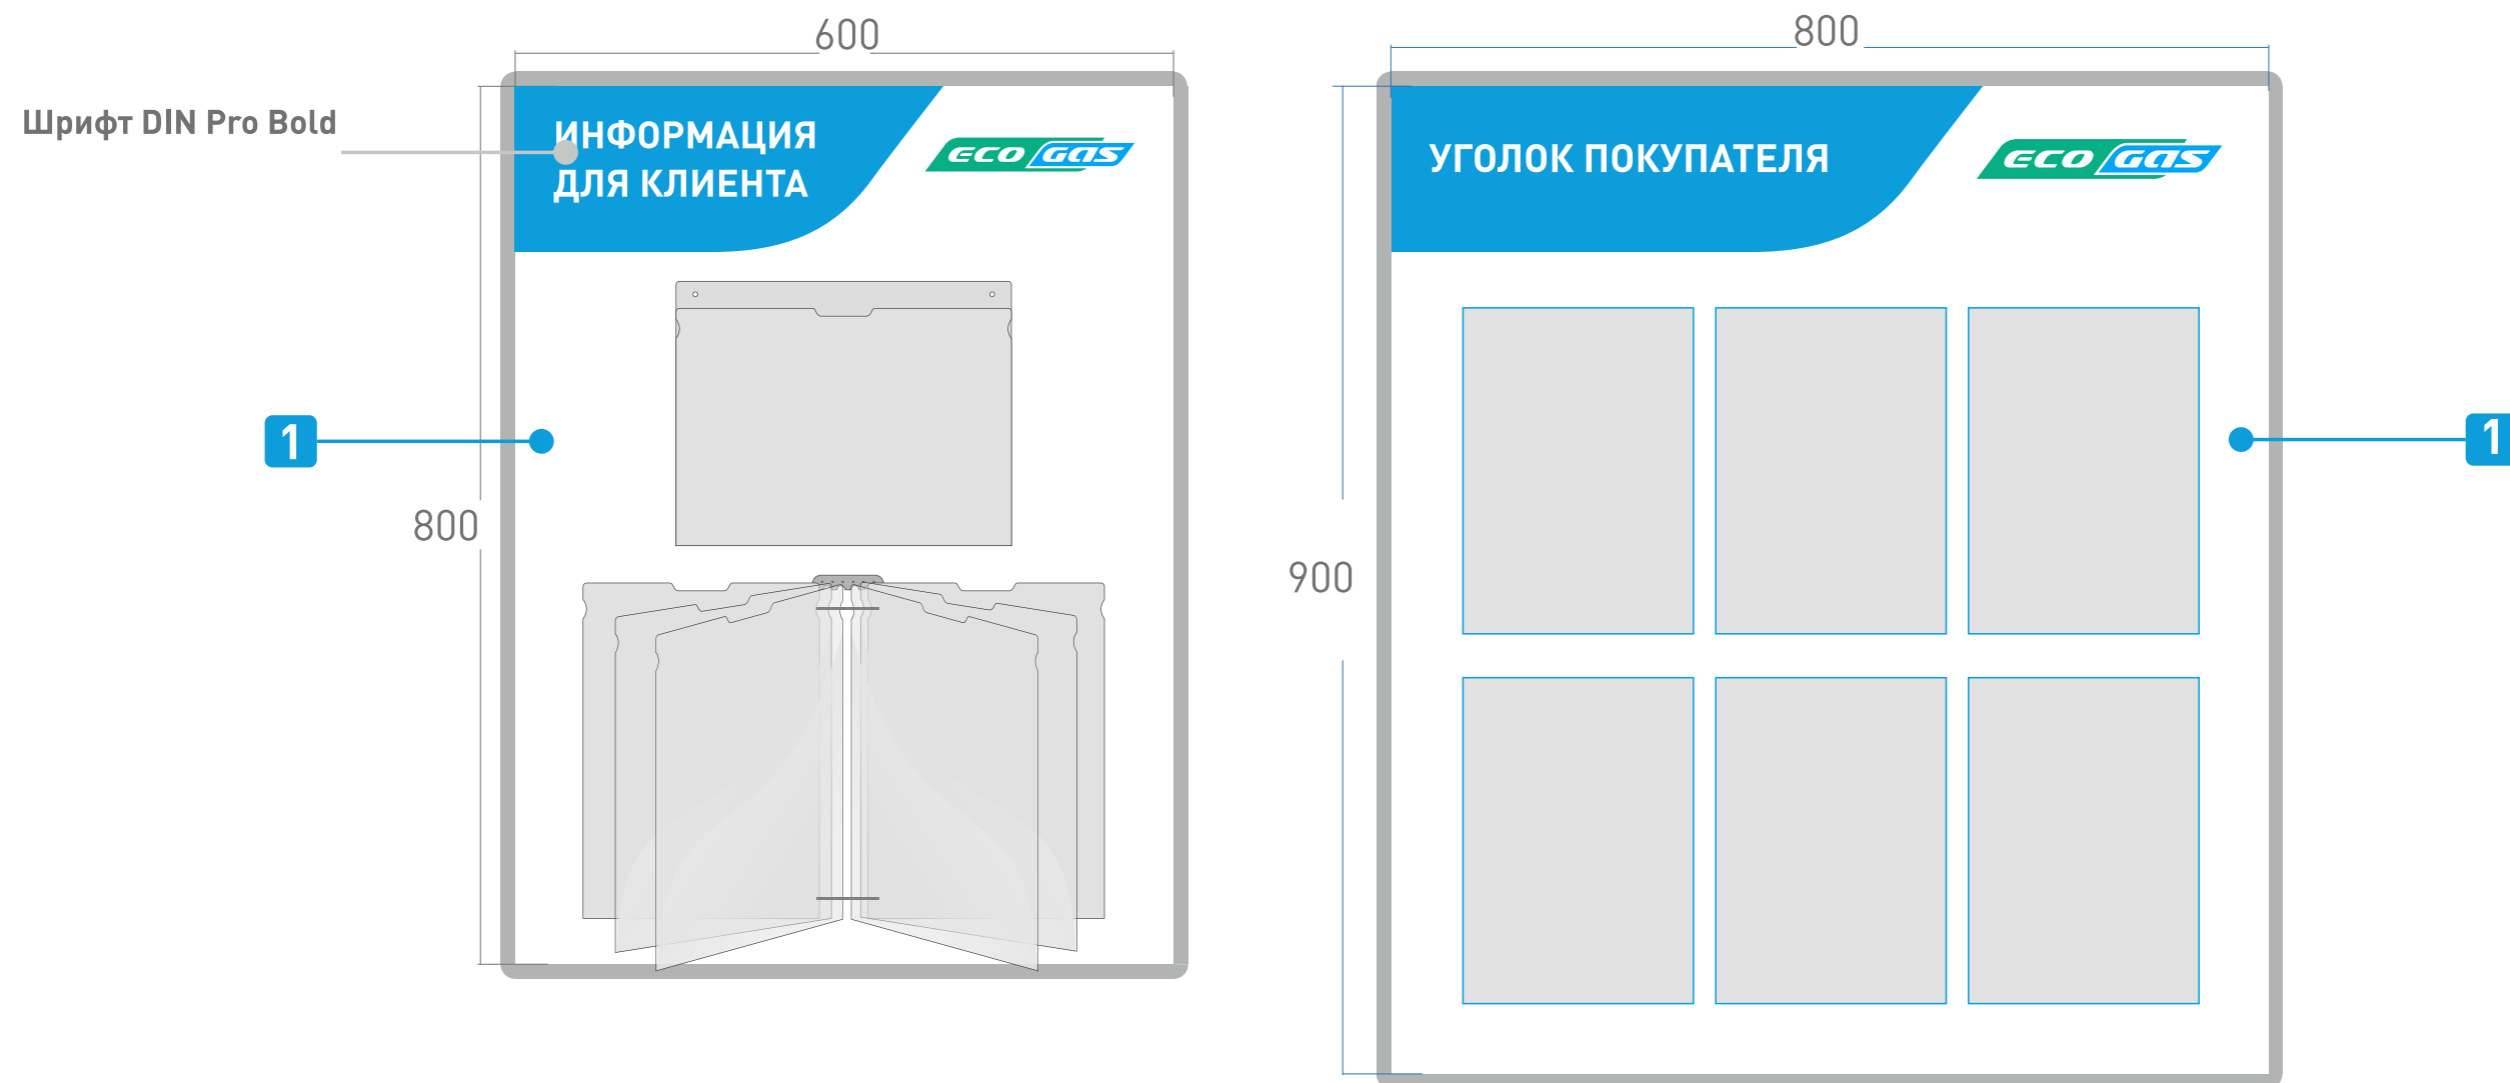 600
800
Шрифт DIN Pro Bold
ИНФОРМАЦИЯ
ДЛЯ КЛИЕНТА
eco gas
УГОЛОК ПОКУПАТЕЛЯ
eco gas
1
1
800
900